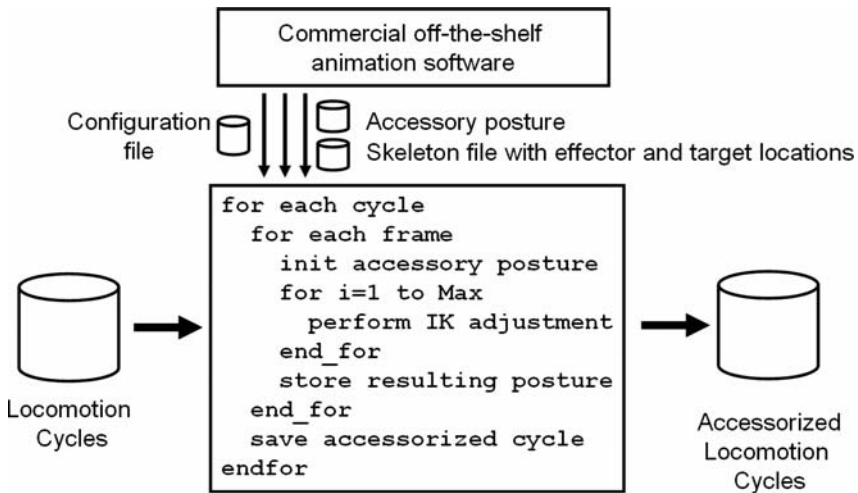 Commercial off-the-shelf
animation software
Configuration
file
Accessory posture
Skeleton file with effector and target locations
for each cycle
for each frame
init accessory posture
for i=1 to Max
perform IK adjustment
end_for
store resulting posture
end_for
save accessorized cycle
endfor
Locomotion
Cycles
Accessorized
Locomotion
Cycles